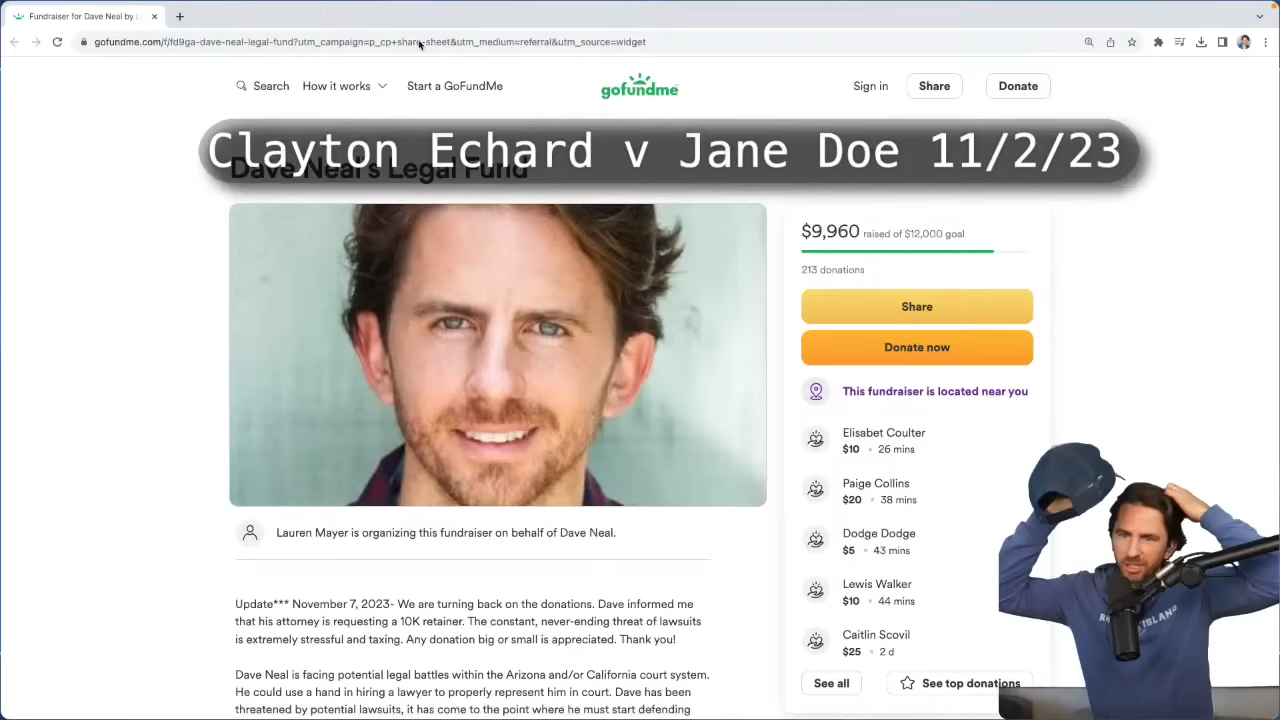 Fundraiser for Dave Neal by L
gofundme.com/f/fd9ga-dave-neal-legal-fund?utm_campaign=p_cp+share-sheet&utm_medium=referral&utm_source=widget
Search How it works Start a GoFundMe gofundme Sign in Share Donate
Clayton Echard v Jane Doe 11/2/23
Dave Neal's Legal Fund
$9,960 raised of $12,000 goal
213 donations
Share
Donate now
This fundraiser is located near you
Elisabet Coulter
$10 • 26 mins
Paige Collins
$20 • 38 mins
Dodge Dodge
$5 • 43 mins
Lewis Walker
$10 • 44 mins
Caitlin Scovil
$25 • 2 d
See all See top donations
Lauren Mayer is organizing this fundraiser on behalf of Dave Neal.
Update*** November 7, 2023- We are turning back on the donations. Dave informed me
that his attorney is requesting a 10K retainer. The constant, never-ending threat of lawsuits
is extremely stressful and taxing. Any donation big or small is appreciated. Thank you!
Dave Neal is facing potential legal battles within the Arizona and/or California court system.
He could use a hand in hiring a lawyer to properly represent him in court. Dave has been
threatened by potential lawsuits, it has come to the point where he must start defending
ISLAND